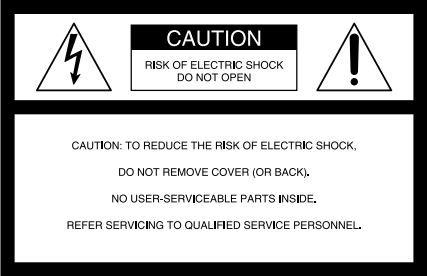 CAUTION
RISK OF ELECTRIC SHOCK
DO NOT OPEN
CAUTION: TO REDUCE THE RISK OF ELECTRIC SHOCK,
DO NOT REMOVE COVER (OR BACK).
NO USER-SERVICEABLE PARTS INSIDE.
REFER SERVICING TO QUALIFIED SERVICE PERSONNEL.